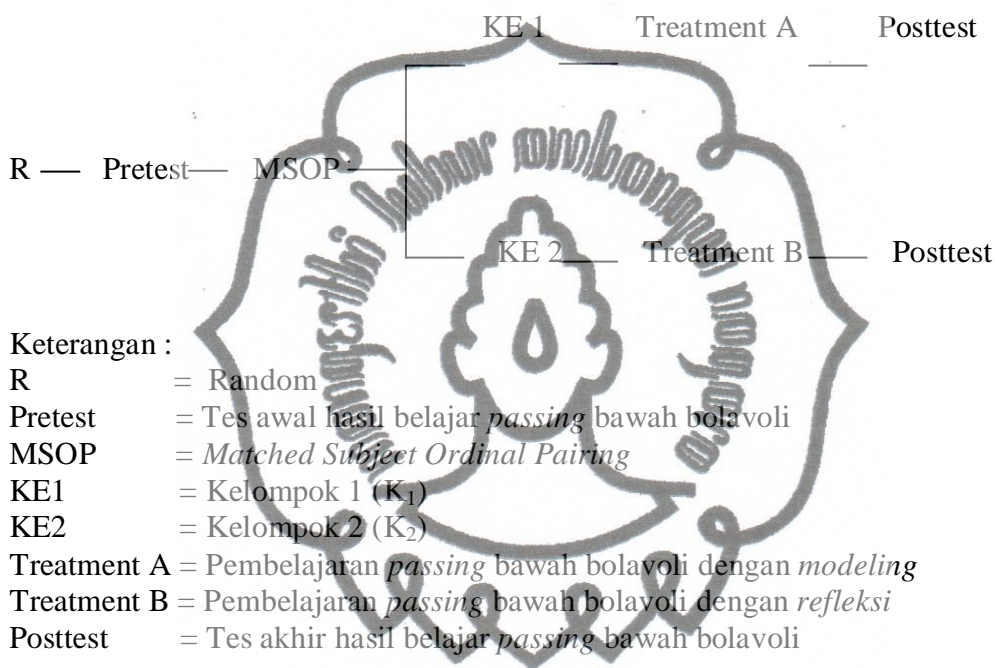 KE 1 Treatment A Posttest
R Pretest MSOP
KE 2 Treatment B Posttest
Keterangan :
R = Random
Pretest = Tes awal hasil belajar passing bawah bolavoli
MSOP = Matched Subject Ordinal Pairing
KE1 = Kelompok 1 (K₁)
KE2 = Kelompok 2 (K₂)
Treatment A = Pembelajaran passing bawah bolavoli dengan modeling
Treatment B = Pembelajaran passing bawah bolavoli dengan refleksi
Posttest = Tes akhir hasil belajar passing bawah bolavoli